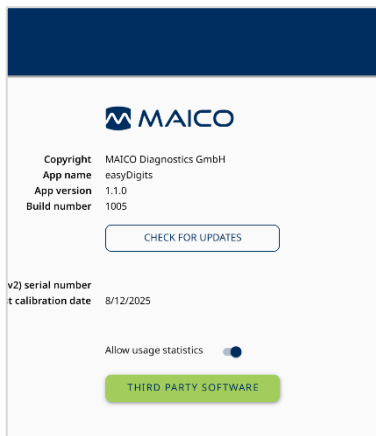 MAICO
Copyright MAICO Diagnostics GmbH
App name easyDigits
App version 1.1.0
Build number 1005
CHECK FOR UPDATES
v2) serial number
t calibration date 8/12/2025
Allow usage statistics
THIRD PARTY SOFTWARE